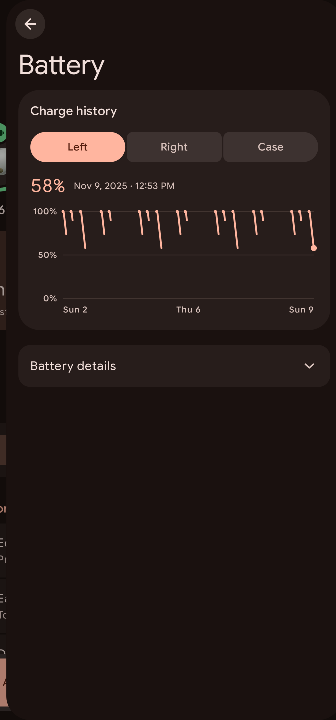 Battery
Charge history
Left
Right
Case
58% Nov 9, 2025 · 12:53 PM
100%
50%
0%
Sun 2
Thu 6
Sun 9
Battery details